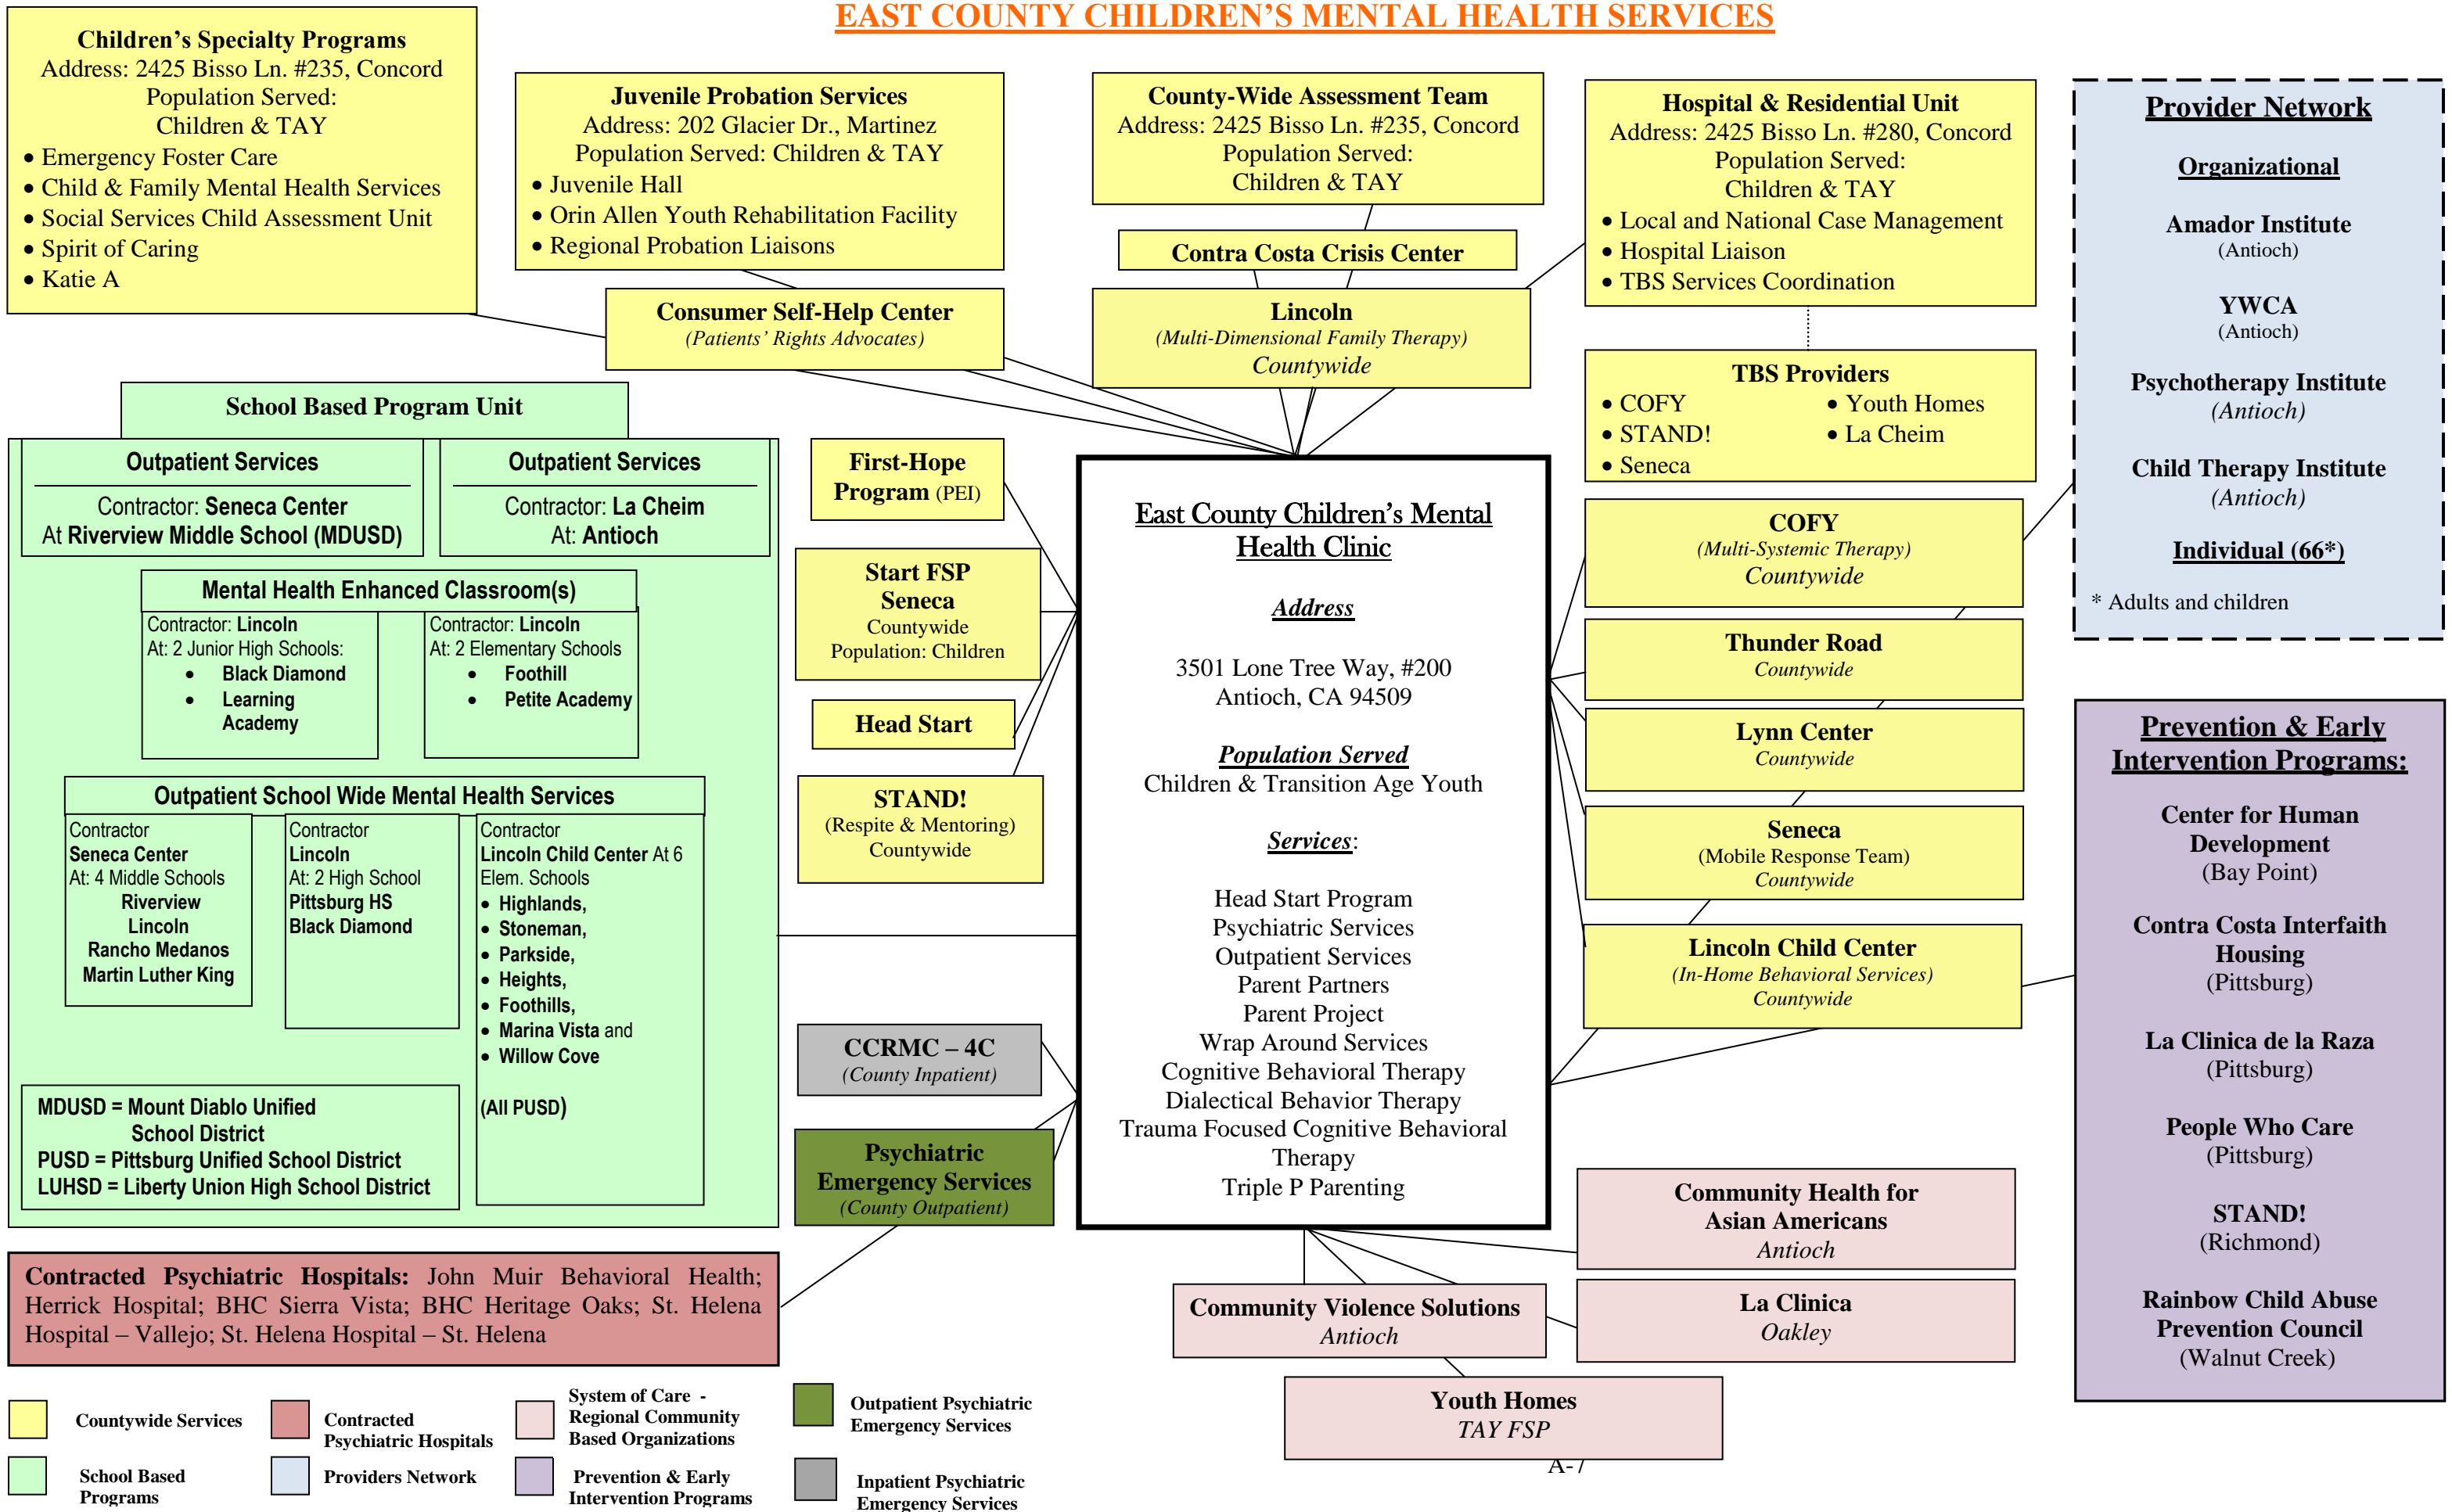 EAST COUNTY CHILDREN'S MENTAL HEALTH SERVICES
Children's Specialty Programs
Address: 2425 Bisso Ln. #235, Concord
Population Served:
Children & TAY
• Emergency Foster Care
• Child & Family Mental Health Services
• Social Services Child Assessment Unit
• Spirit of Caring
• Katie A
Juvenile Probation Services
Address: 202 Glacier Dr., Martinez
Population Served: Children & TAY
• Juvenile Hall
• Orin Allen Youth Rehabilitation Facility
• Regional Probation Liaisons
County-Wide Assessment Team
Address: 2425 Bisso Ln. #235, Concord
Population Served:
Children & TAY
Hospital & Residential Unit
Address: 2425 Bisso Ln. #280, Concord
Population Served:
Children & TAY
• Local and National Case Management
• Hospital Liaison
• TBS Services Coordination
Contra Costa Crisis Center
Consumer Self-Help Center
(Patients' Rights Advocates)
Lincoln
(Multi-Dimensional Family Therapy)
Countywide
TBS Providers
• COFY
• STAND!
• Seneca
• Youth Homes
• La Cheim
Provider Network
Organizational
Amador Institute
(Antioch)
YWCA
(Antioch)
Psychotherapy Institute
(Antioch)
Child Therapy Institute
(Antioch)
Individual (66*)
* Adults and children
School Based Program Unit
Outpatient Services
Contractor: Seneca Center
At Riverview Middle School (MDUSD)
Outpatient Services
Contractor: La Cheim
At: Antioch
Mental Health Enhanced Classroom(s)
Contractor: Lincoln
At: 2 Junior High Schools:
• Black Diamond
• Learning
Academy
Contractor: Lincoln
At: 2 Elementary Schools
• Foothill
• Petite Academy
Outpatient School Wide Mental Health Services
Contractor
Seneca Center
At: 4 Middle Schools
Riverview
Lincoln
Rancho Medanos
Martin Luther King
Contractor
Lincoln
At: 2 High School
Pittsburg HS
Black Diamond
Contractor
Lincoln Child Center At 6
Elem. Schools
• Highlands,
• Stoneman,
• Parkside,
• Heights,
• Foothills,
• Marina Vista and
• Willow Cove
(All PUSD)
MDUSD = Mount Diablo Unified
School District
PUSD = Pittsburg Unified School District
LUHSD = Liberty Union High School District
First-Hope
Program (PEI)
Start FSP
Seneca
Countywide
Population: Children
Head Start
STAND!
(Respite & Mentoring)
Countywide
CCRMC – 4C
(County Inpatient)
Psychiatric
Emergency Services
(County Outpatient)
East County Children's Mental
Health Clinic
Address
3501 Lone Tree Way, #200
Antioch, CA 94509
Population Served
Children & Transition Age Youth
Services:
Head Start Program
Psychiatric Services
Outpatient Services
Parent Partners
Parent Project
Wrap Around Services
Cognitive Behavioral Therapy
Dialectical Behavior Therapy
Trauma Focused Cognitive Behavioral
Therapy
Triple P Parenting
COFY
(Multi-Systemic Therapy)
Countywide
Thunder Road
Countywide
Lynn Center
Countywide
Seneca
(Mobile Response Team)
Countywide
Lincoln Child Center
(In-Home Behavioral Services)
Countywide
Prevention & Early
Intervention Programs:
Center for Human
Development
(Bay Point)
Contra Costa Interfaith
Housing
(Pittsburg)
La Clinica de la Raza
(Pittsburg)
People Who Care
(Pittsburg)
STAND!
(Richmond)
Rainbow Child Abuse
Prevention Council
(Walnut Creek)
Community Health for
Asian Americans
Antioch
Community Violence Solutions
Antioch
La Clinica
Oakley
Youth Homes
TAY FSP
Contracted Psychiatric Hospitals: John Muir Behavioral Health;
Herrick Hospital; BHC Sierra Vista; BHC Heritage Oaks; St. Helena
Hospital – Vallejo; St. Helena Hospital – St. Helena
Countywide Services
School Based
Programs
Contracted
Psychiatric Hospitals
Providers Network
System of Care -
Regional Community
Based Organizations
Prevention & Early
Intervention Programs
Outpatient Psychiatric
Emergency Services
Inpatient Psychiatric
Emergency Services
A-7